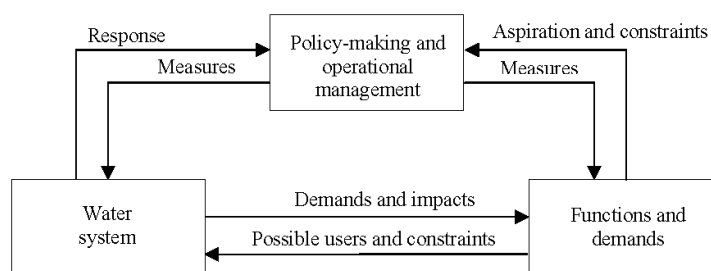 Response
Policy-making and
operational
management
Aspiration and constraints
Measures
Measures
Water
system
Demands and impacts
Possible users and constraints
Functions and
demands